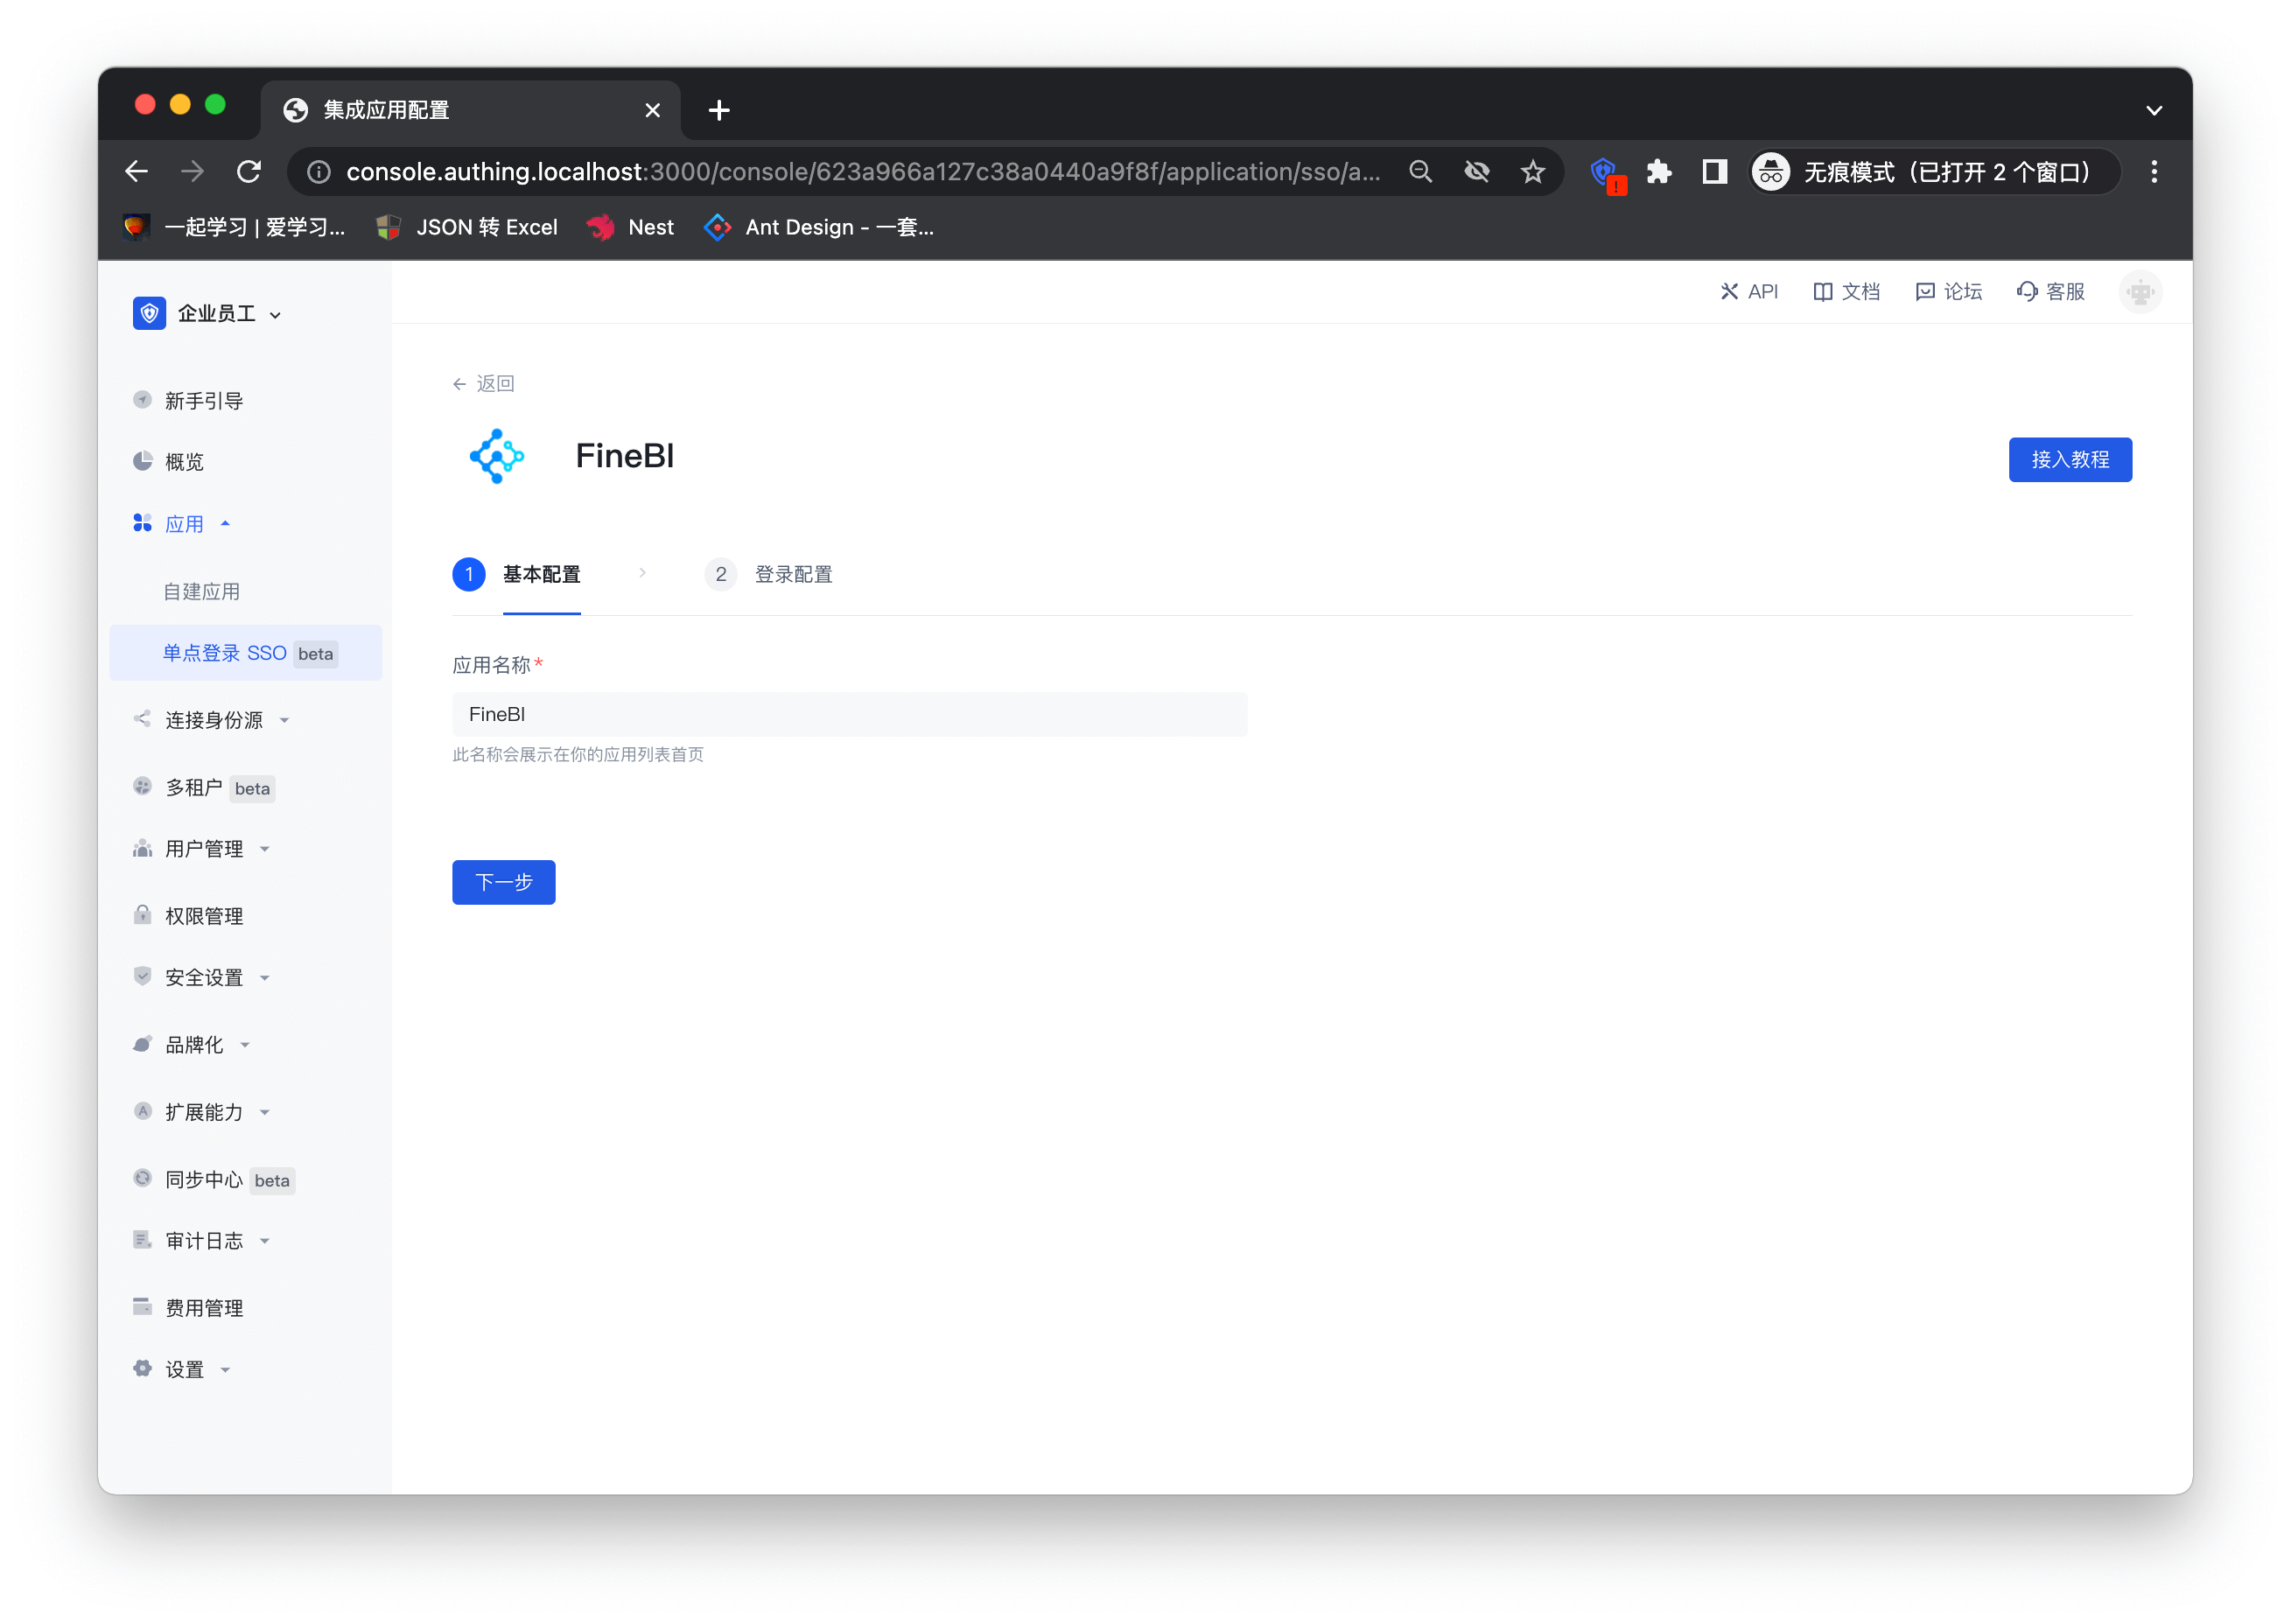 集成应用配置
console.authing.localhost:3000/console/623a966a127c38a0440a9f8f/application/sso/a...
无痕模式（已打开 2 个窗口）
一起学习 | 爱学习...
JSON 转 Excel
Nest
Ant Design - 一套...
企业员工
API
文档
论坛
客服
新手引导
概览
应用
自建应用
单点登录 SSO beta
连接身份源
多租户 beta
用户管理
权限管理
安全设置
品牌化
扩展能力
同步中心 beta
审计日志
费用管理
设置
返回
FineBI
接入教程
1 基本配置
2 登录配置
应用名称*
FineBI
此名称会展示在你的应用列表首页
下一步